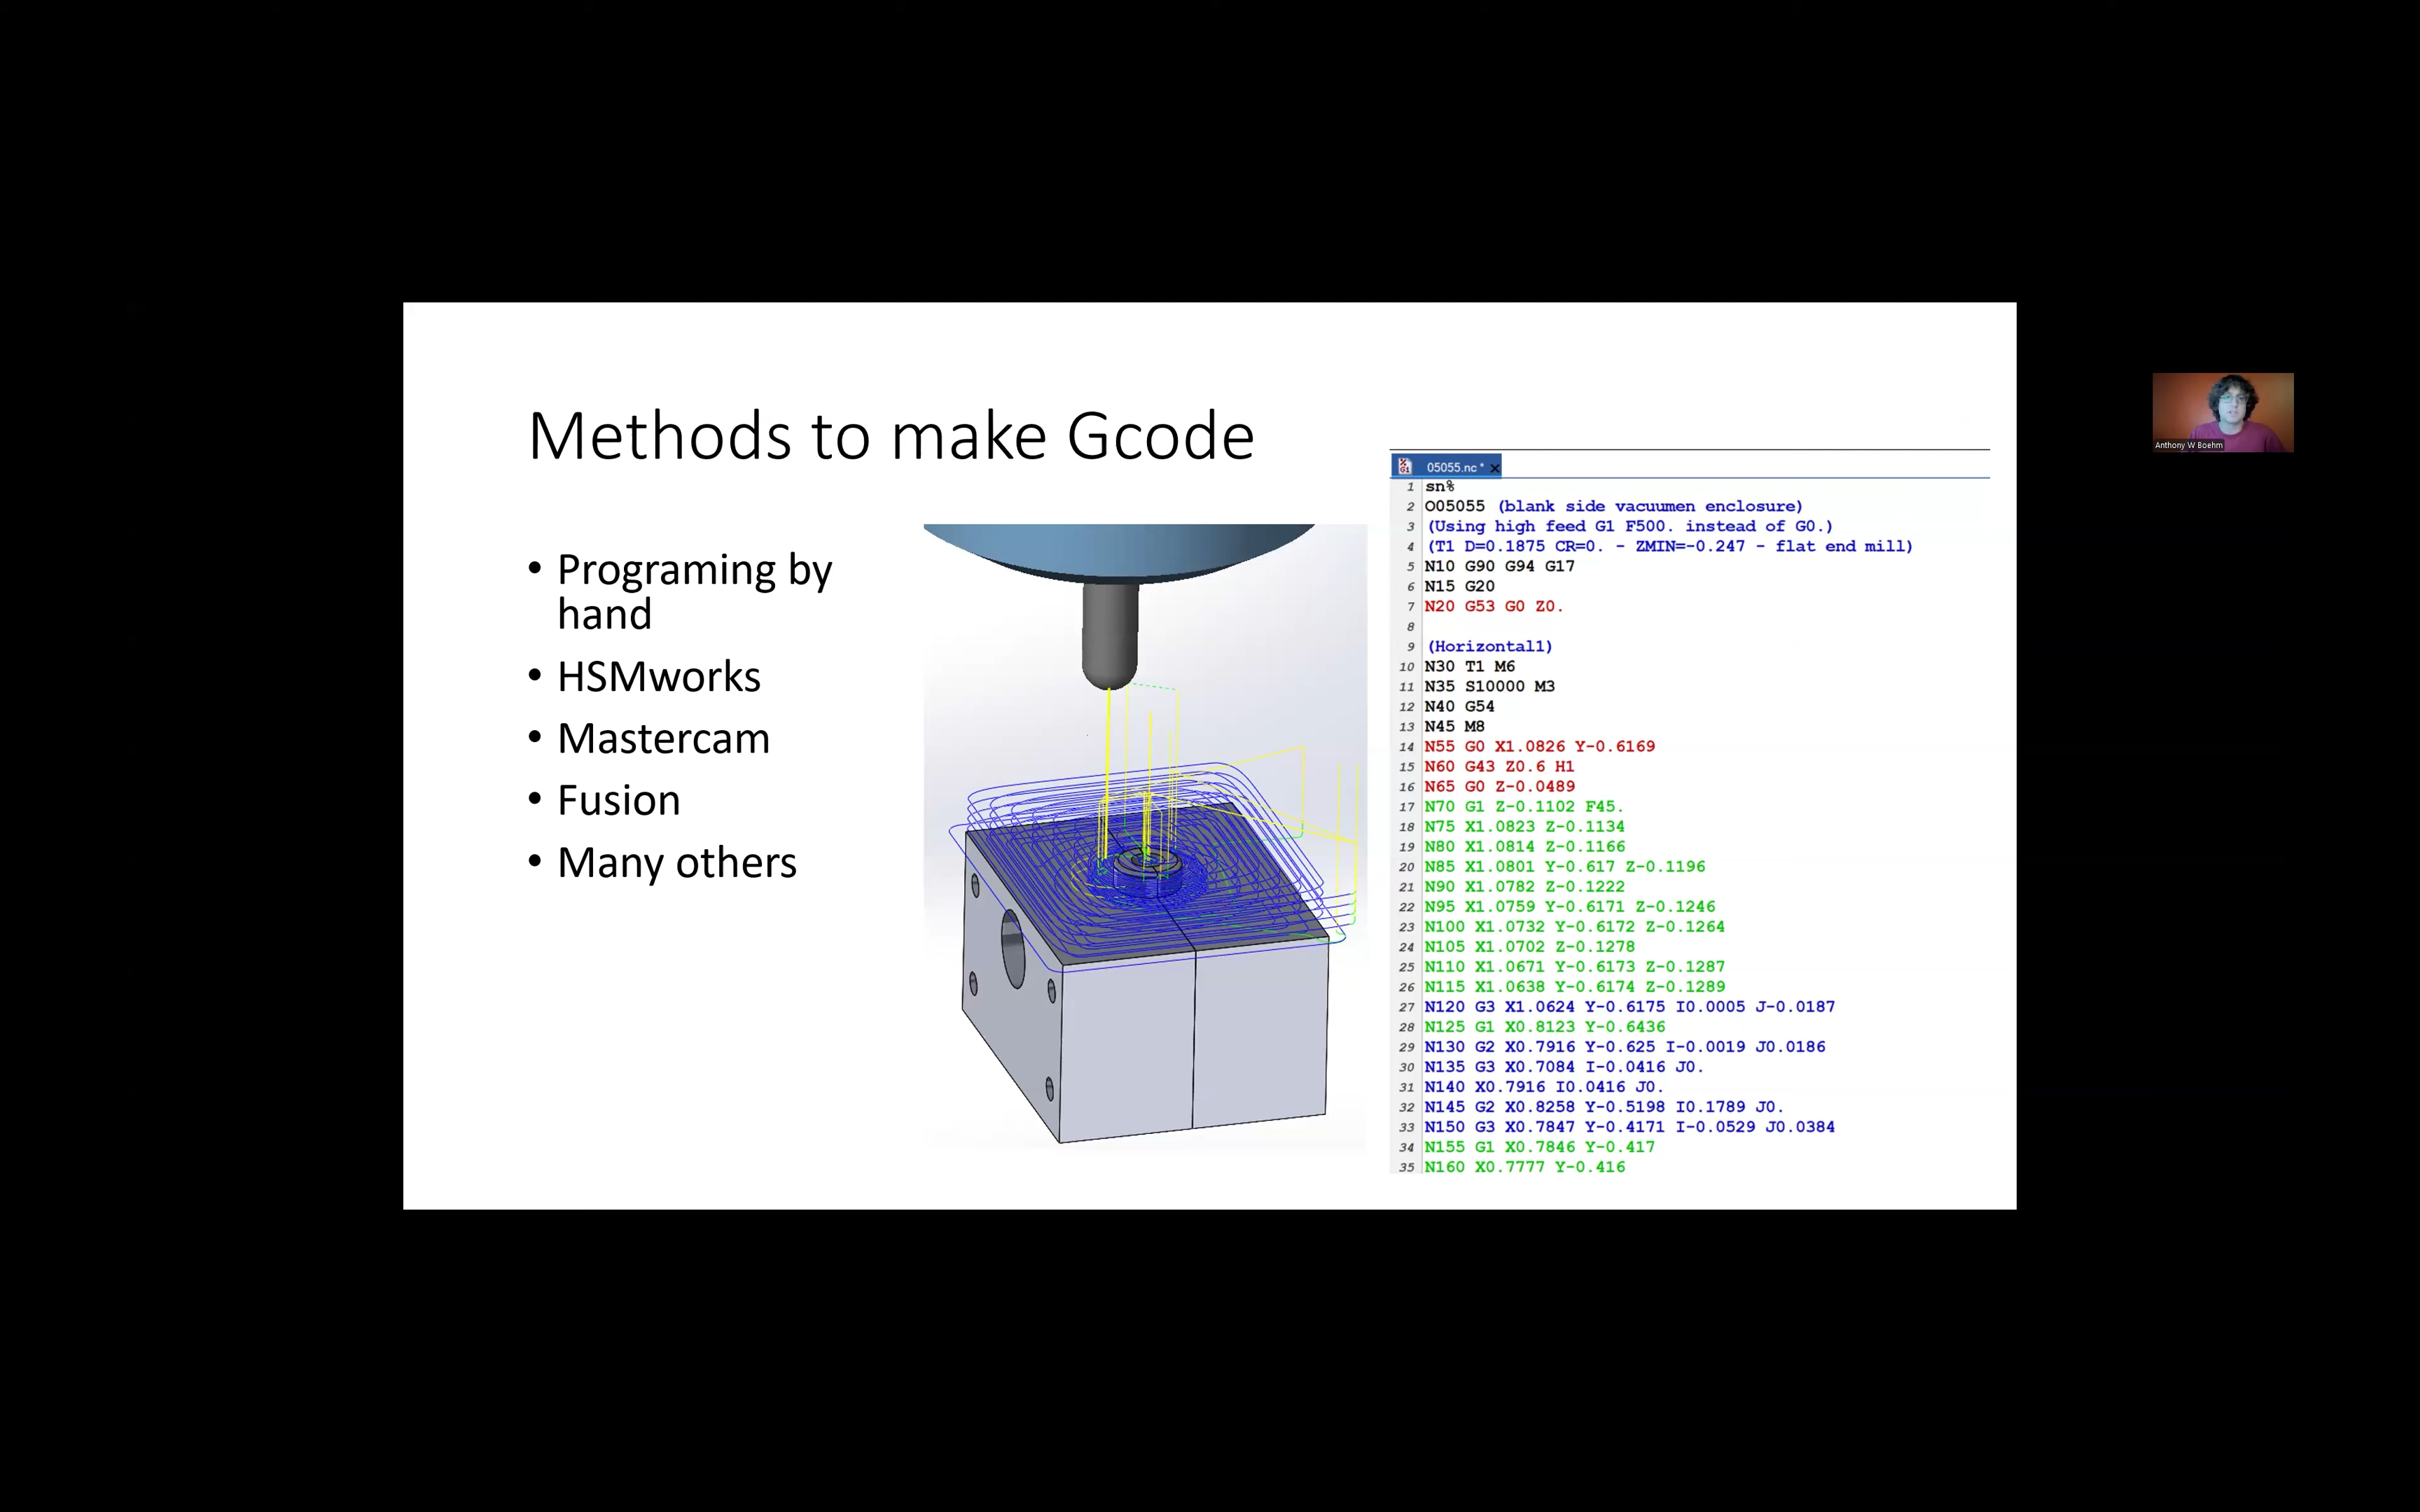 Methods to make Gcode
• Programing by
hand
• HSMworks
• Mastercam
• Fusion
• Many others
05055.nc *
1 sn%
2 O05055 (blank side vacuumen enclosure)
3 (Using high feed G1 F500. instead of G0.)
4 (T1 D=0.1875 CR=0. - ZMIN=-0.247 - flat end mill)
5 N10 G90 G94 G17
6 N15 G20
7 N20 G53 G0 Z0.
8
9 (Horizontal1)
10 N30 T1 M6
11 N35 S10000 M3
12 N40 G54
13 N45 M8
14 N55 G0 X1.0826 Y-0.6169
15 N60 G43 Z0.6 H1
16 N65 G0 Z-0.0489
17 N70 G1 Z-0.1102 F45.
18 N75 X1.0823 Z-0.1134
19 N80 X1.0814 Z-0.1166
20 N85 X1.0801 Y-0.617 Z-0.1196
21 N90 X1.0782 Z-0.1222
22 N95 X1.0759 Y-0.6171 Z-0.1246
23 N100 X1.0732 Y-0.6172 Z-0.1264
24 N105 X1.0702 Z-0.1278
25 N110 X1.0671 Y-0.6173 Z-0.1287
26 N115 X1.0638 Y-0.6174 Z-0.1289
27 N120 G3 X1.0624 Y-0.6175 I0.0005 J-0.0187
28 N125 G1 X0.8123 Y-0.6436
29 N130 G2 X0.7916 Y-0.625 I-0.0019 J0.0186
30 N135 G3 X0.7084 I-0.0416 J0.
31 N140 X0.7916 I0.0416 J0.
32 N145 G2 X0.8258 Y-0.5198 I0.1789 J0.
33 N150 G3 X0.7847 Y-0.4171 I-0.0529 J0.0384
34 N155 G1 X0.7846 Y-0.417
35 N160 X0.7777 Y-0.416
Anthony W Boehm